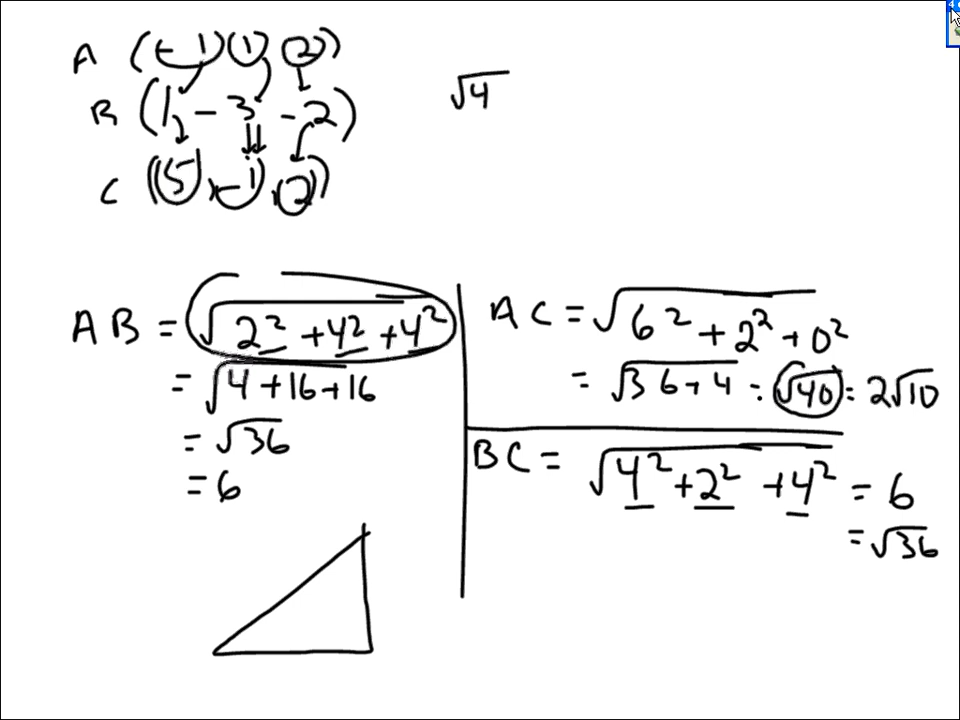 A (-1)(1)(2))
√4
B (1, -3 -2)
C ((5), -1), 2))
AB = √2² + 4² + 4²
= √4 + 16 + 16
= √36
= 6
AC = √6² + 2² + 0²
= √36 + 4 = √40 = 2√10
BC = √4² + 2² + 4² = 6
= √36